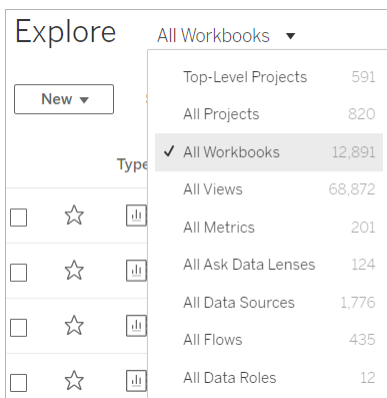 Explore All Workbooks
Top-Level Projects 591
New
All Projects 820
All Workbooks 12,891
Type
All Views 68,872
All Metrics 201
All Ask Data Lenses 124
All Data Sources 1,776
All Flows 435
All Data Roles 12